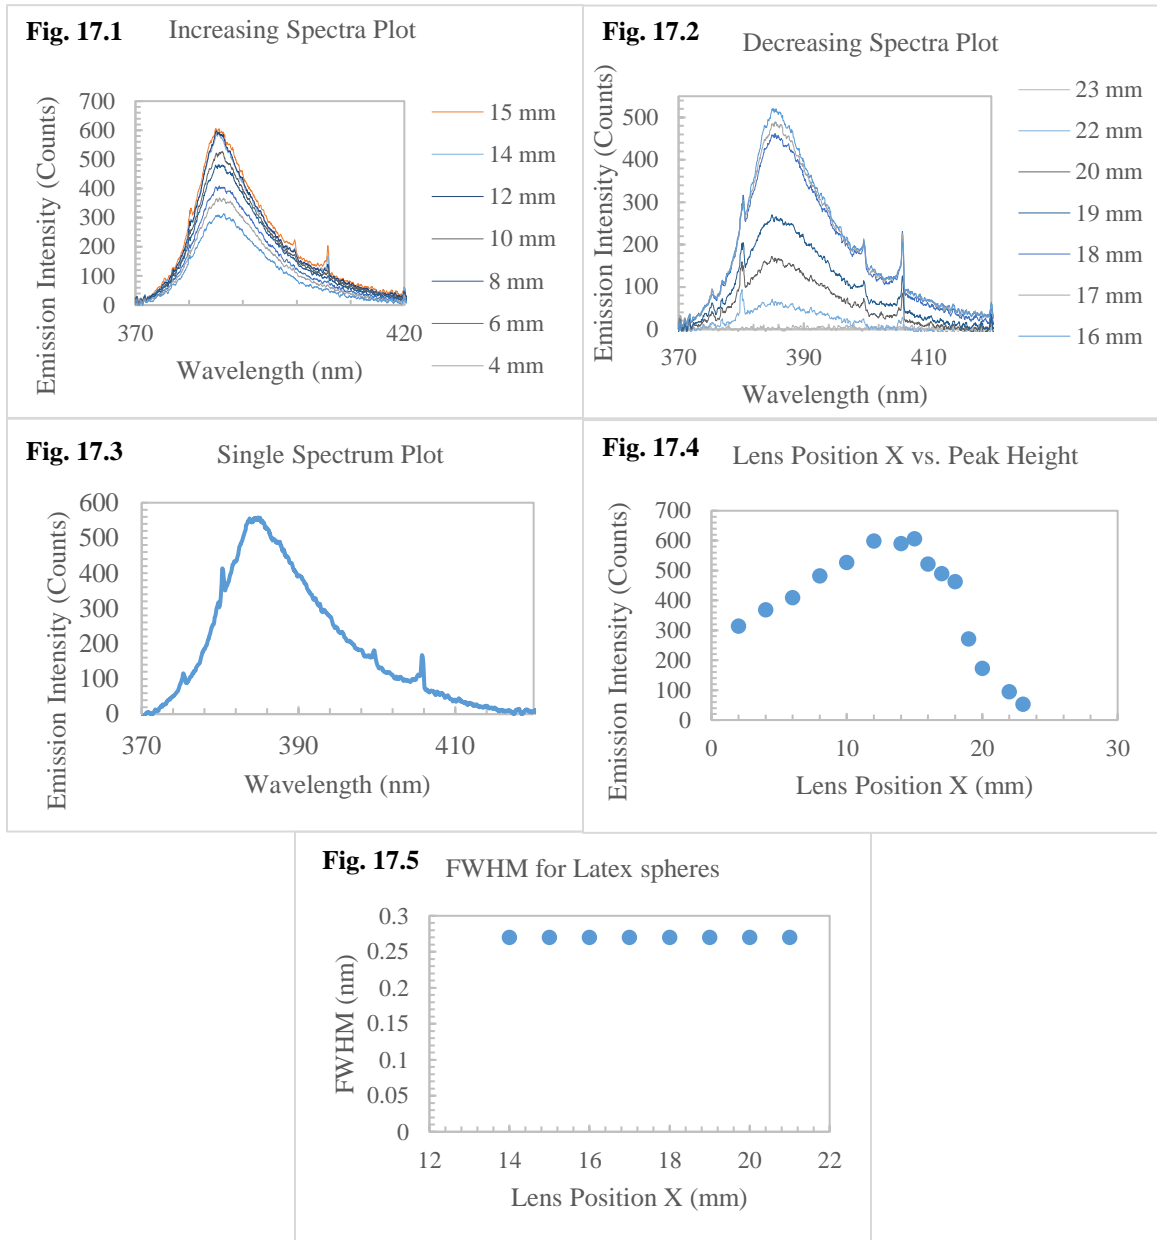 Fig. 17.1
Increasing Spectra Plot
Emission Intensity (Counts)
700
600
500
400
300
200
100
0
370
420
Wavelength (nm)
15 mm
14 mm
12 mm
10 mm
8 mm
6 mm
4 mm
Fig. 17.2
Decreasing Spectra Plot
Emission Intensity (Counts)
500
400
300
200
100
0
370
390
410
Wavelength (nm)
23 mm
22 mm
20 mm
19 mm
18 mm
17 mm
16 mm
Fig. 17.3
Single Spectrum Plot
Emission Intensity (Counts)
600
500
400
300
200
100
0
370
390
410
Wavelength (nm)
Fig. 17.4
Lens Position X vs. Peak Height
Emission Intensity (Counts)
700
600
500
400
300
200
100
0
0
10
20
30
Lens Position X (mm)
Fig. 17.5
FWHM for Latex spheres
FWHM (nm)
0.3
0.25
0.2
0.15
0.1
0.05
0
12
14
16
18
20
22
Lens Position X (mm)